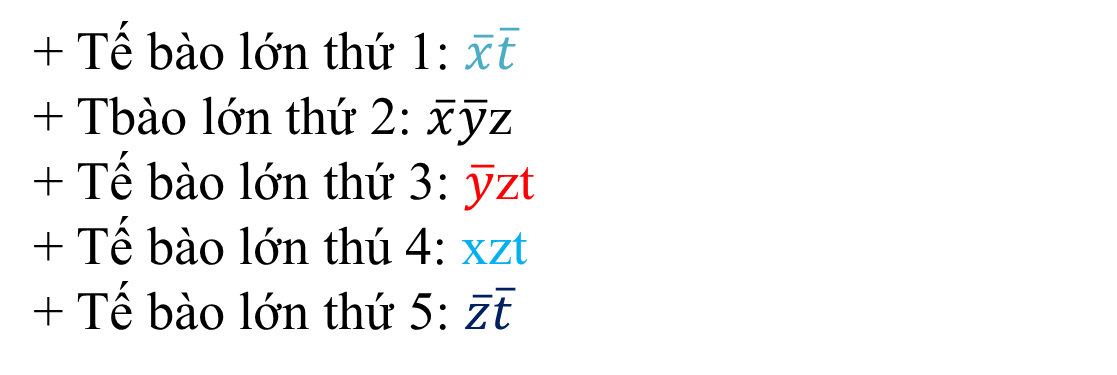 + Tế bào lớn thứ 1: x̄t̄
+ Tbào lớn thứ 2: x̄ȳz
+ Tế bào lớn thứ 3: ȳzt
+ Tế bào lớn thú 4: xzt
+ Tế bào lớn thứ 5: z̄t̄